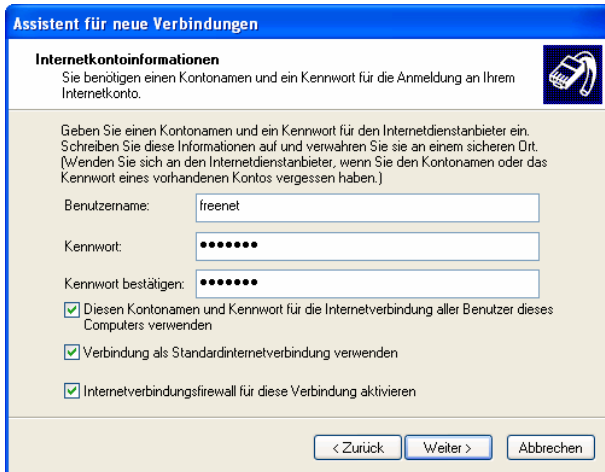 Assistent für neue Verbindungen
Internetkontoinformationen
Sie benötigen einen Kontonamen und ein Kennwort für die Anmeldung an Ihrem
Internetkonto.
Geben Sie einen Kontonamen und ein Kennwort für den Internetdienstanbieter ein.
Schreiben Sie diese Informationen auf und verwahren Sie sie an einem sicheren Ort.
(Wenden Sie sich an den Internetdienstanbieter, wenn Sie den Kontonamen oder das
Kennwort eines vorhandenen Kontos vergessen haben.)
Benutzername: freenet
Kennwort: •••••••
Kennwort bestätigen: •••••••
Diesen Kontonamen und Kennwort für die Internetverbindung aller Benutzer dieses
Computers verwenden
Verbindung als Standardinternetverbindung verwenden
Internetverbindungsfirewall für diese Verbindung aktivieren
< Zurück Weiter > Abbrechen